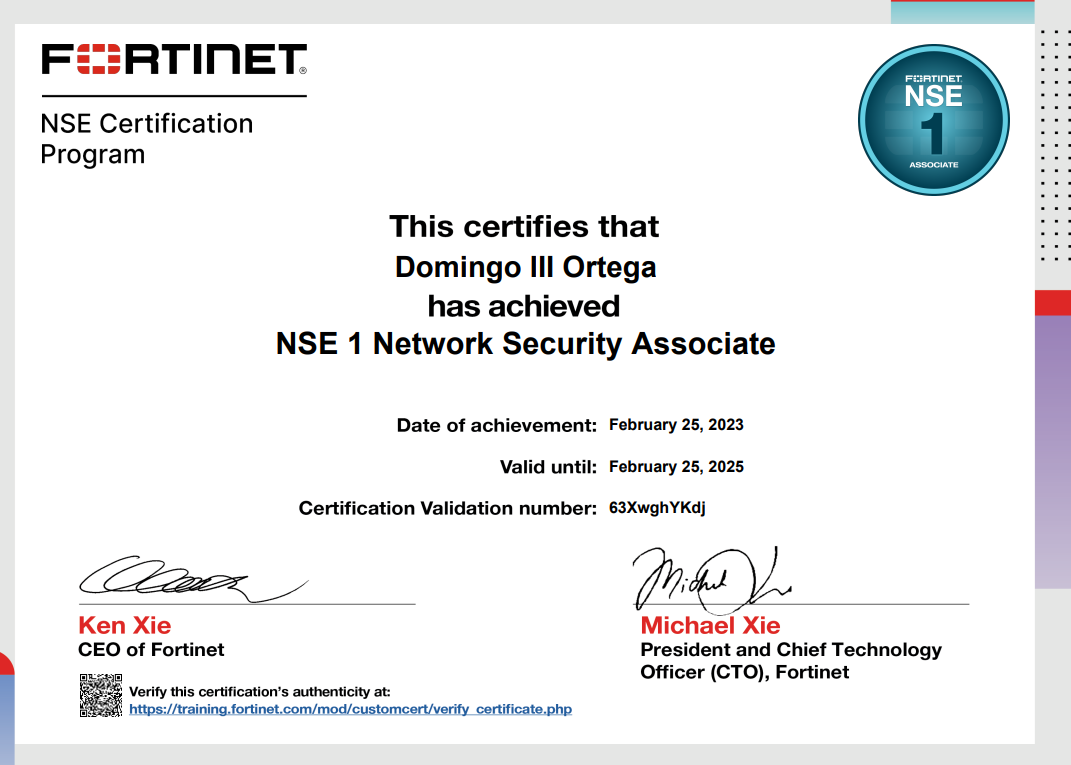 FORTINET®
NSE Certification
Program
FORTINET
NSE
1
ASSOCIATE
This certifies that
Domingo III Ortega
has achieved
NSE 1 Network Security Associate
Date of achievement: February 25, 2023
Valid until: February 25, 2025
Certification Validation number: 63XwghYKdj
Ken Xie
CEO of Fortinet
Michael Xie
President and Chief Technology
Officer (CTO), Fortinet
Verify this certification's authenticity at:
https://training.fortinet.com/mod/customcert/verify_certificate.php